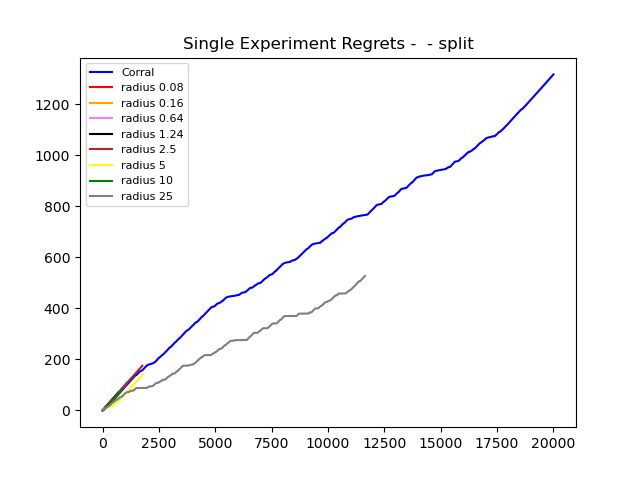 Single Experiment Regrets -  - split
Corral
radius 0.08
radius 0.16
radius 0.64
radius 1.24
radius 2.5
radius 5
radius 10
radius 25
1200
1000
800
600
400
200
0
0 2500 5000 7500 10000 12500 15000 17500 20000